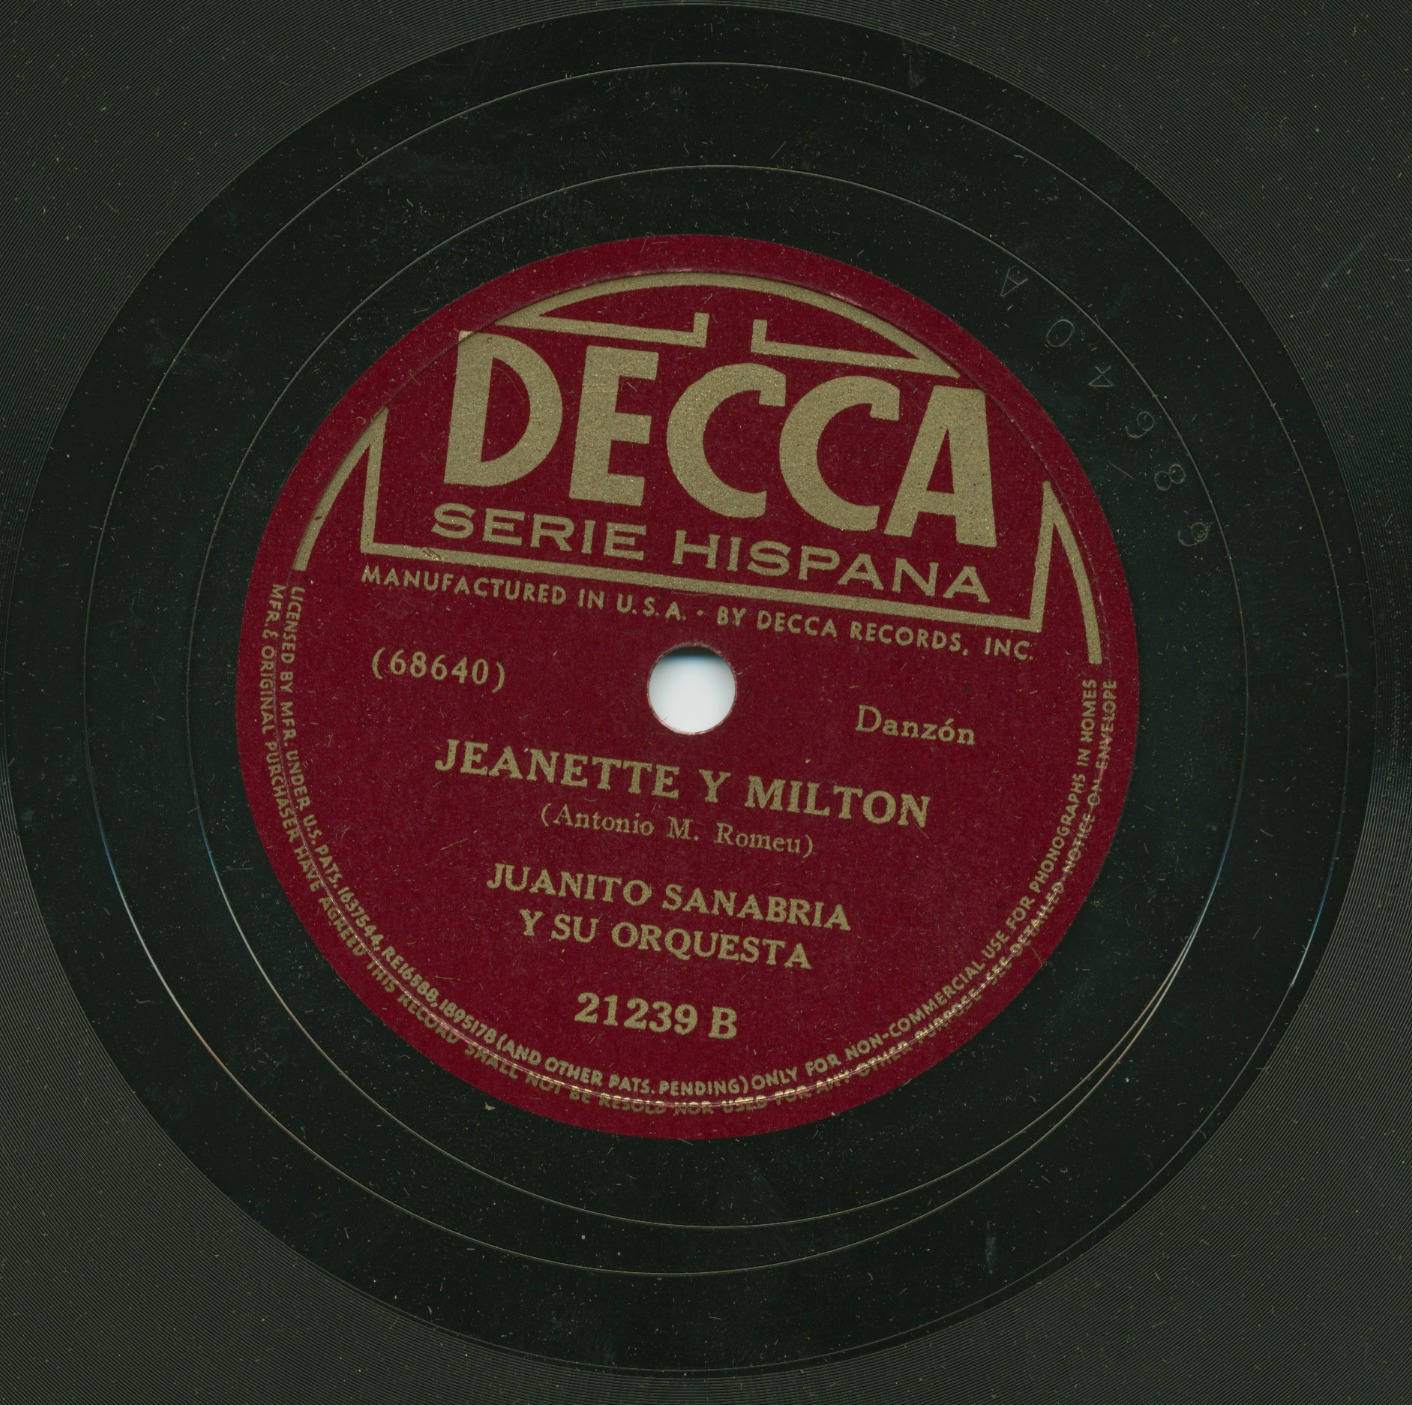 DECCA
SERIE HISPANA
MANUFACTURED IN U.S.A. - BY DECCA RECORDS, INC.
(68640)
Danzón
JEANETTE Y MILTON
(Antonio M. Romeu)
JUANITO SANABRIA
Y SU ORQUESTA
21239 B
LICENSED BY MFR. UNDER U.S. PATS. 1637544, RE16588, 1895178 (AND OTHER PATS. PENDING) ONLY FOR NON-COMMERCIAL USE FOR PHONOGRAPHS IN HOMES
MFR. & ORIGINAL PURCHASER HAVE AGREED THIS RECORD SHALL NOT BE RESOLD NOR USED FOR ANY OTHER PURPOSE. SEE DETAILED NOTICE ON ENVELOPE
68640A